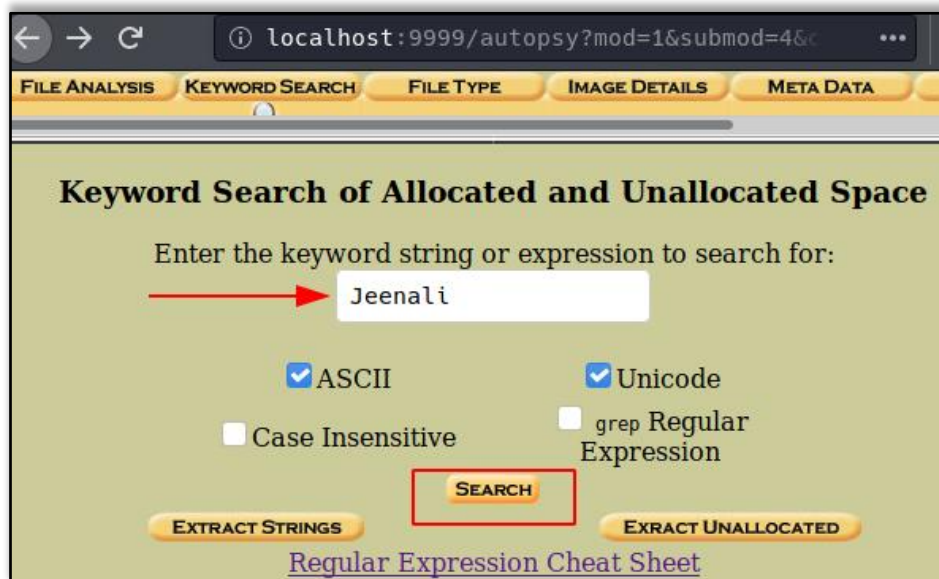 localhost:9999/autopsy?mod=1&submod=4& •••
FILE ANALYSIS KEYWORD SEARCH FILE TYPE IMAGE DETAILS META DATA
Keyword Search of Allocated and Unallocated Space
Enter the keyword string or expression to search for:
Jeenali
ASCII Unicode
Case Insensitive grep Regular
Expression
SEARCH
EXTRACT STRINGS EXRACT UNALLOCATED
Regular Expression Cheat Sheet